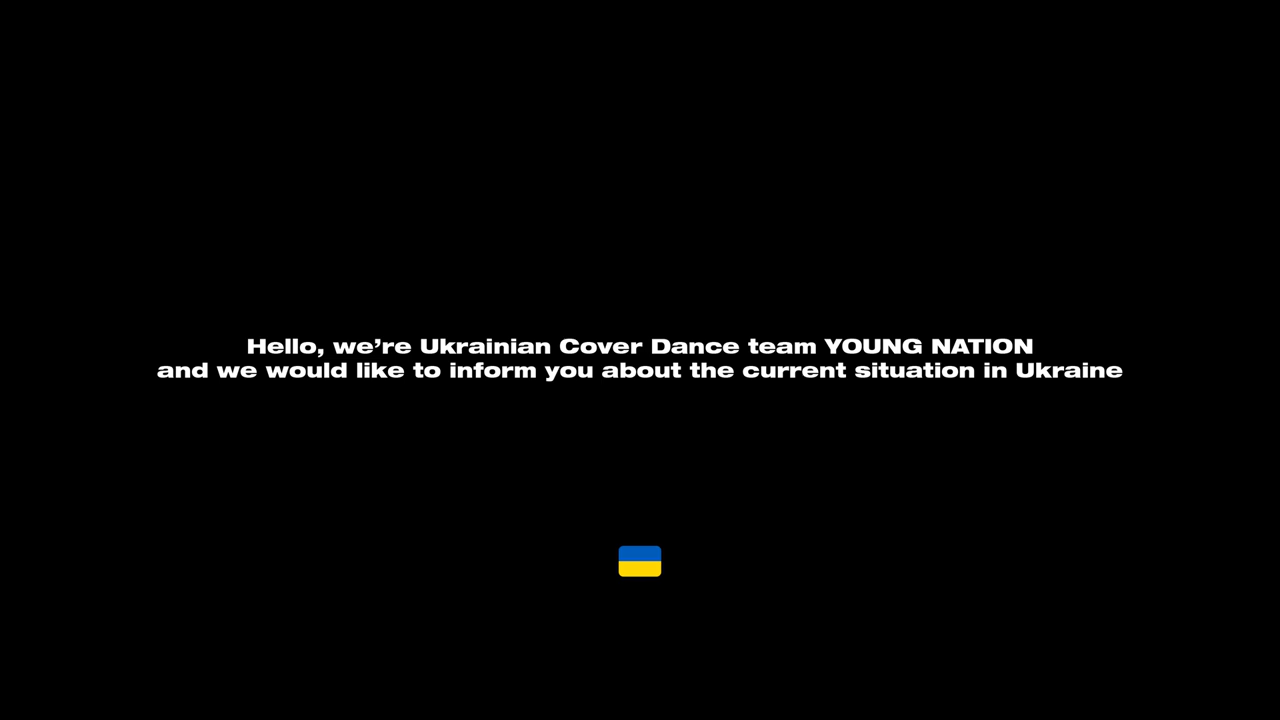 Hello, we’re Ukrainian Cover Dance team YOUNG NATION
and we would like to inform you about the current situation in Ukraine